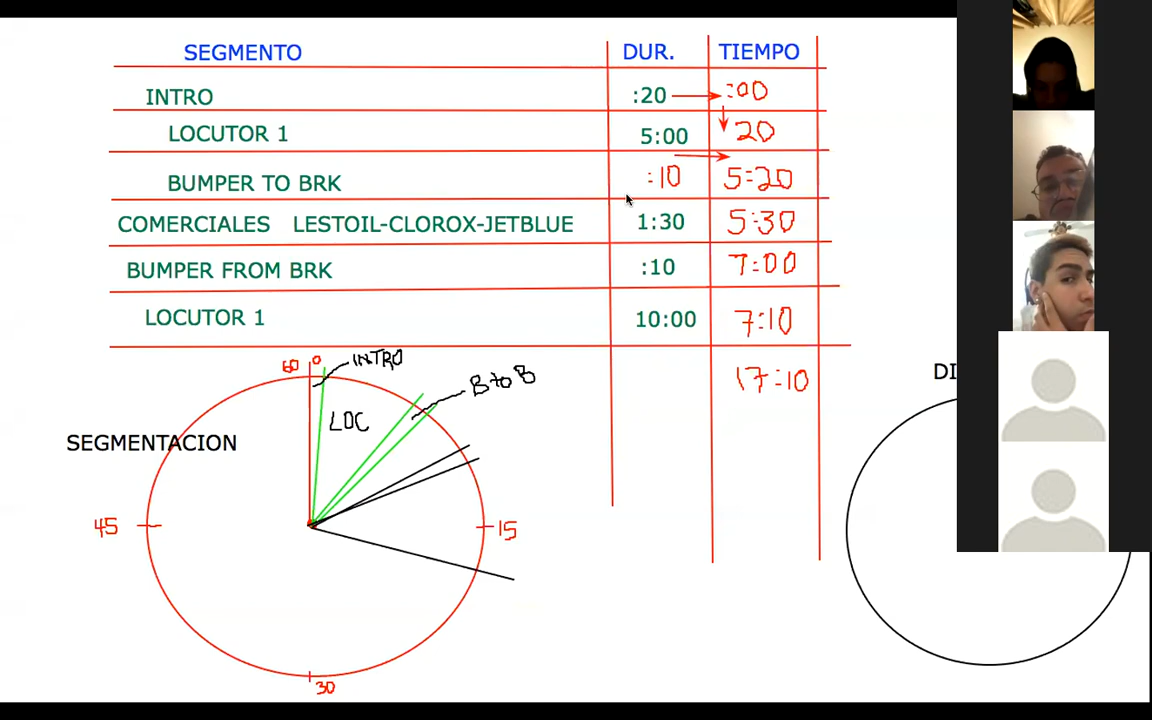 SEGMENTO DUR. TIEMPO
INTRO :20 :00
LOCUTOR 1 5:00 20
BUMPER TO BRK :10 5:20
COMERCIALES LESTOIL-CLOROX-JETBLUE 1:30 5:30
BUMPER FROM BRK :10 7:00
LOCUTOR 1 10:00 7:10
17:10
60 0 INTRO
B to B
DI
LOC
SEGMENTACION
45 15
30